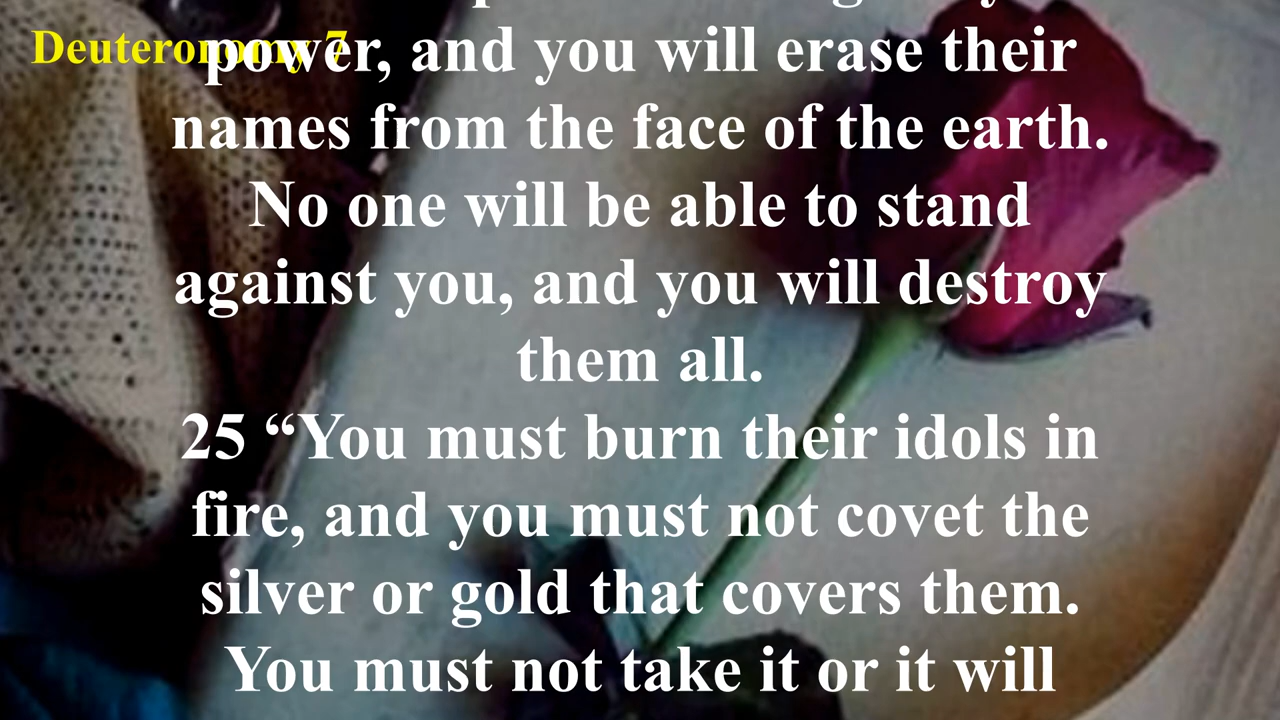 Deuteronomy 7
power, and you will erase their
names from the face of the earth.
No one will be able to stand
against you, and you will destroy
them all.
25 “You must burn their idols in
fire, and you must not covet the
silver or gold that covers them.
You must not take it or it will